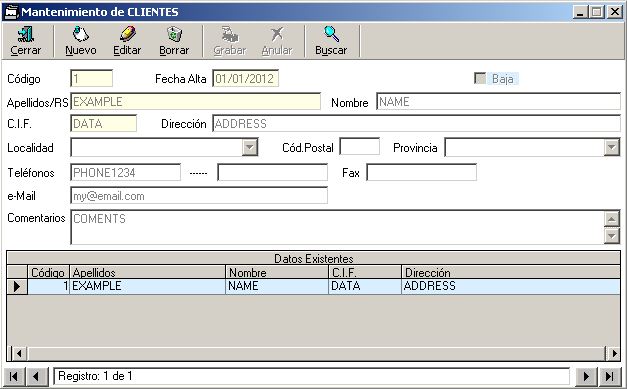 Mantenimiento de CLIENTES
Cerrar Nuevo Editar Borrar Grabar Anular Buscar
Código 1 Fecha Alta 01/01/2012 Baja
Apellidos/RS EXAMPLE Nombre NAME
C.I.F. DATA Dirección ADDRESS
Localidad Cód.Postal Provincia
Teléfonos PHONE1234 ------ Fax
e-Mail my@email.com
Comentarios COMENTS
Datos Existentes
Código Apellidos Nombre C.I.F. Dirección
1 EXAMPLE NAME DATA ADDRESS
Registro: 1 de 1